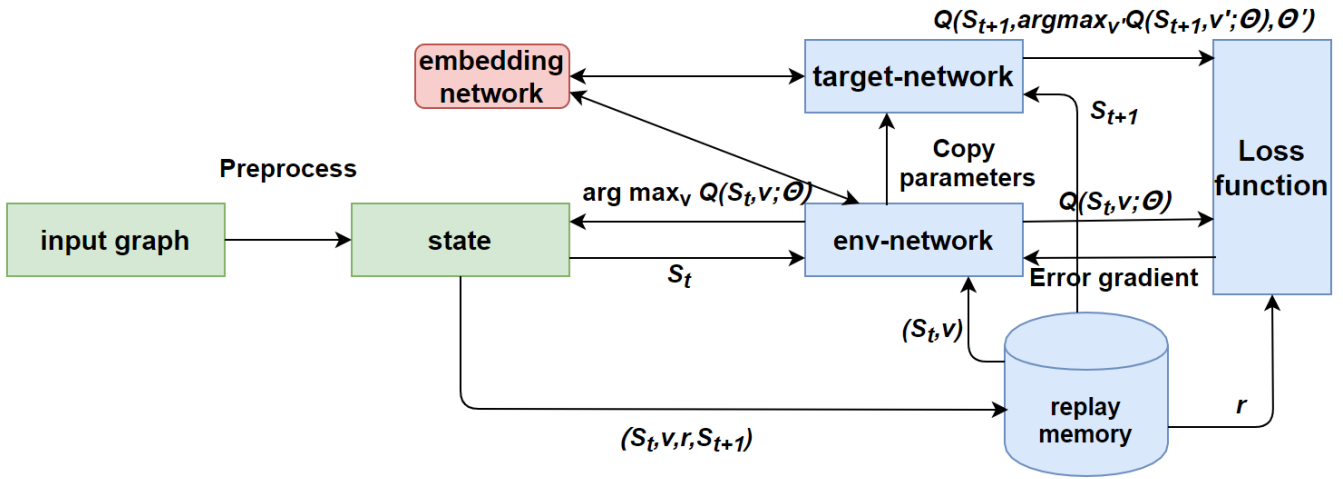 Q(S_{t+1},argmax_{v'}Q(S_{t+1},v';Θ),Θ')
embedding
network
target-network
S_{t+1}
Loss
function
Preprocess
Copy
parameters
arg max_v Q(S_t,v;Θ)
Q(S_t,v;Θ)
input graph
state
env-network
S_t
Error gradient
(S_t,v)
replay
memory
r
(S_t,v,r,S_{t+1})